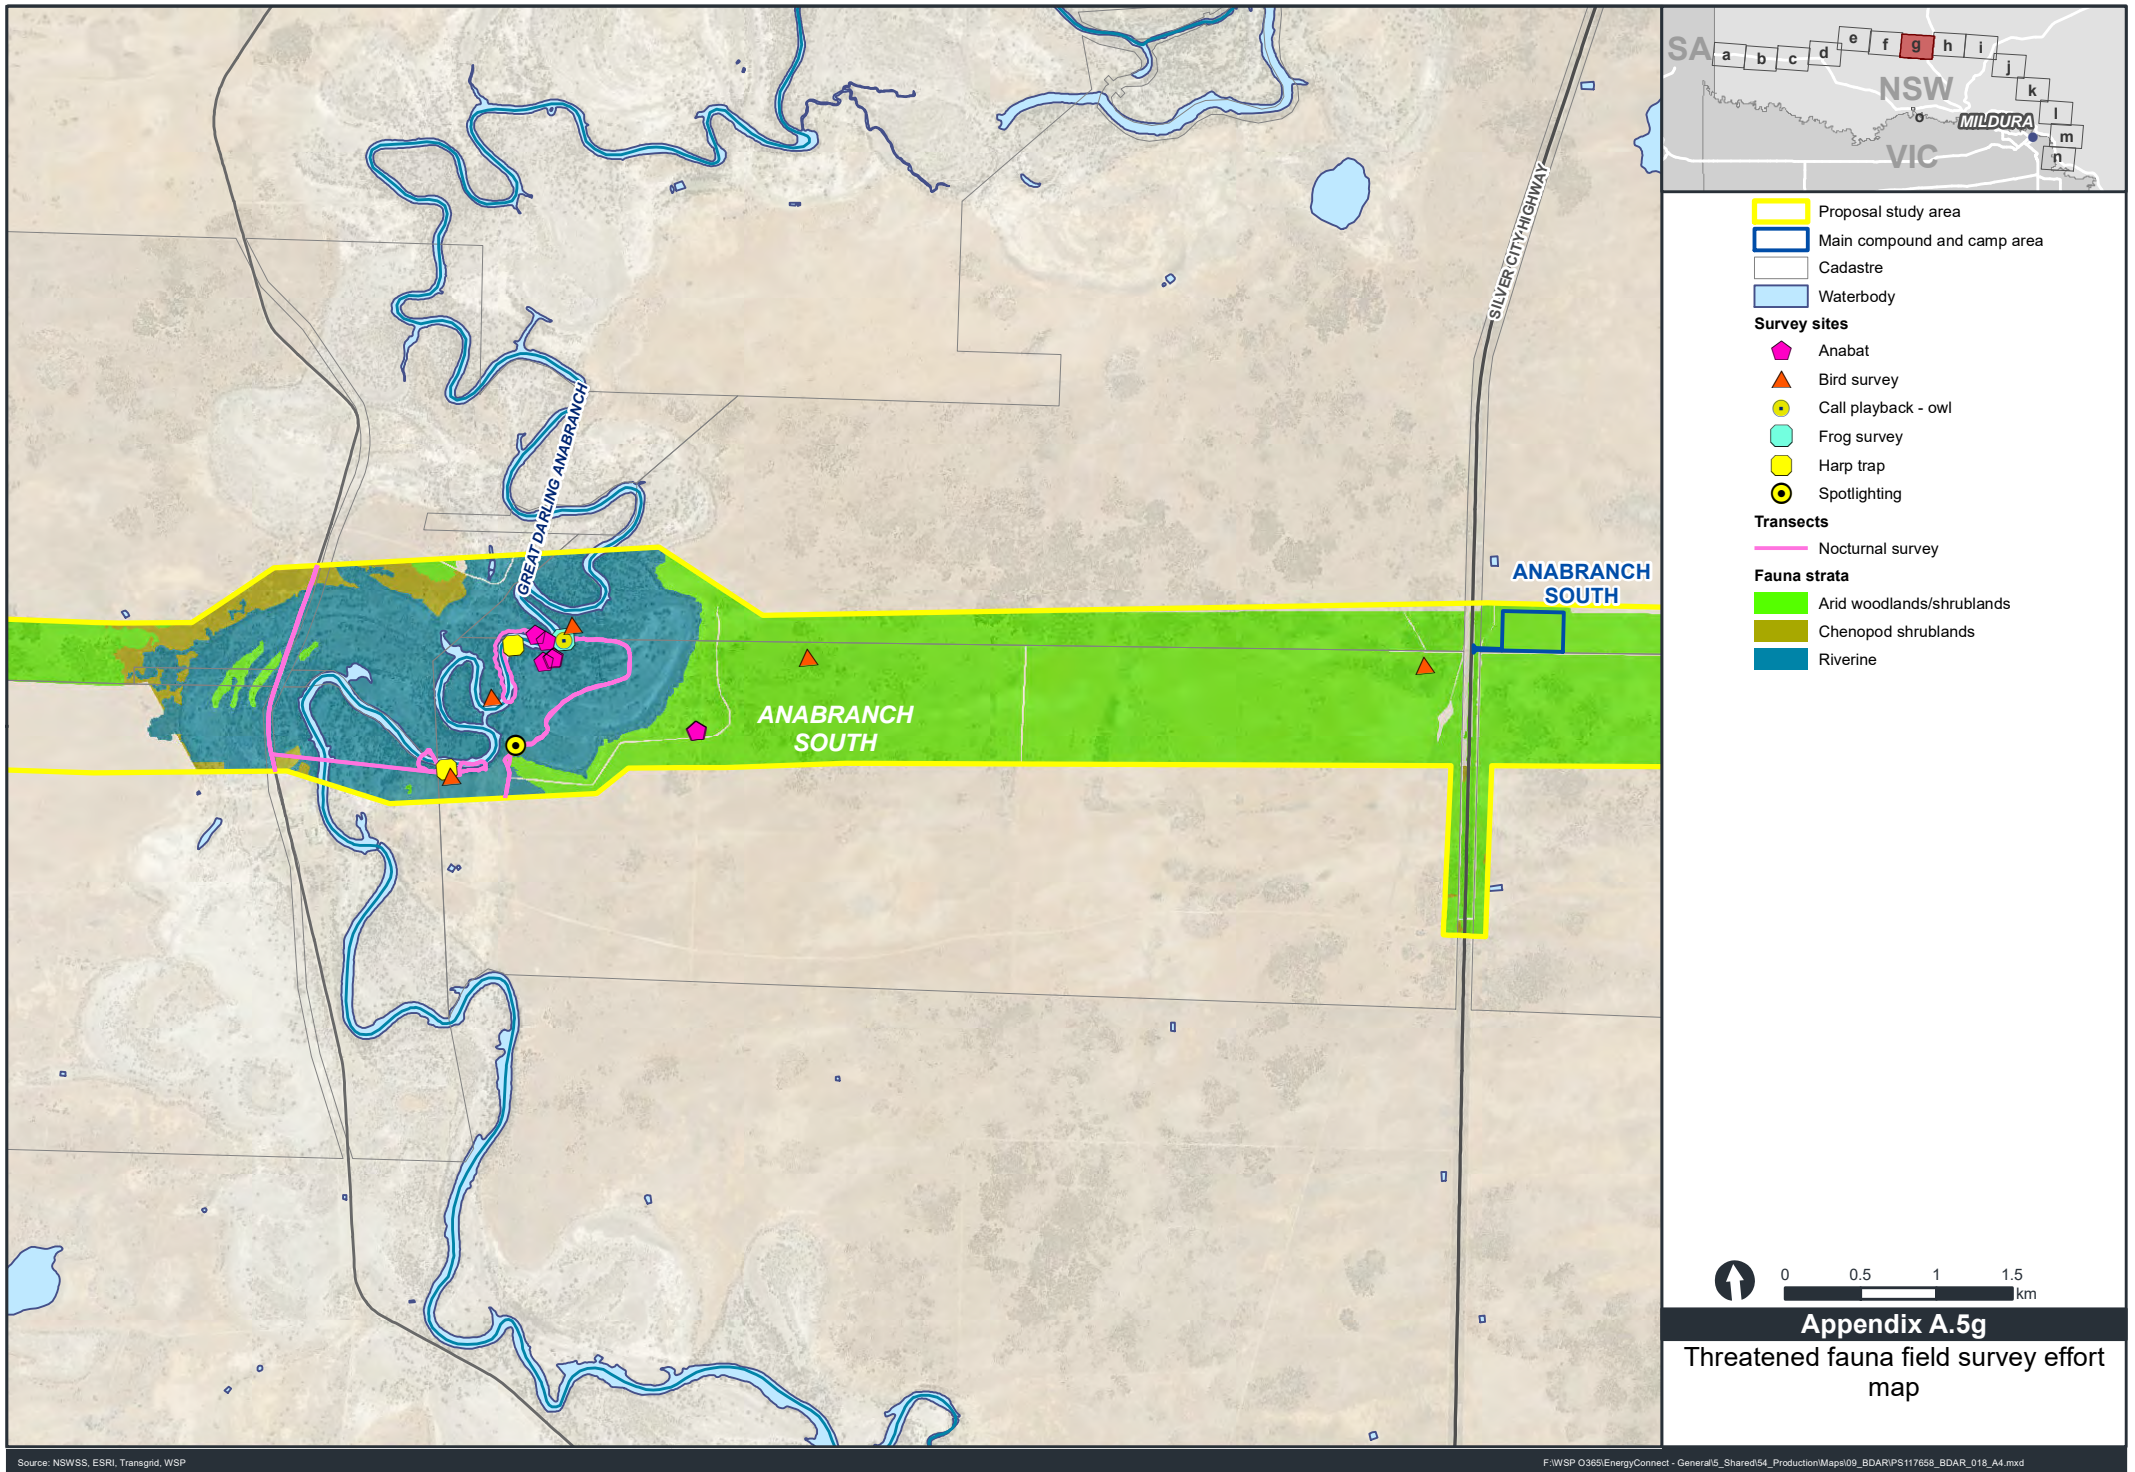 SA
a
b
c
d
e
f
g
h
i
j
k
l
m
n
o
NSW
MILDURA
VIC
Proposal study area
Main compound and camp area
Cadastre
Waterbody
Survey sites
Anabat
Bird survey
Call playback - owl
Frog survey
Harp trap
Spotlighting
Transects
Nocturnal survey
Fauna strata
Arid woodlands/shrublands
Chenopod shrublands
Riverine
SILVER CITY HIGHWAY
GREAT DARLING ANABRANCH
ANABRANCH
SOUTH
ANABRANCH
SOUTH
0 0.5 1 1.5
km
Appendix A.5g
Threatened fauna field survey effort
map
Source: NSWSS, ESRI, Transgrid, WSP
F:\WSP O365\EnergyConnect - General\5_Shared\54_Production\Maps\09_BDAR\PS117658_BDAR_018_A4.mxd